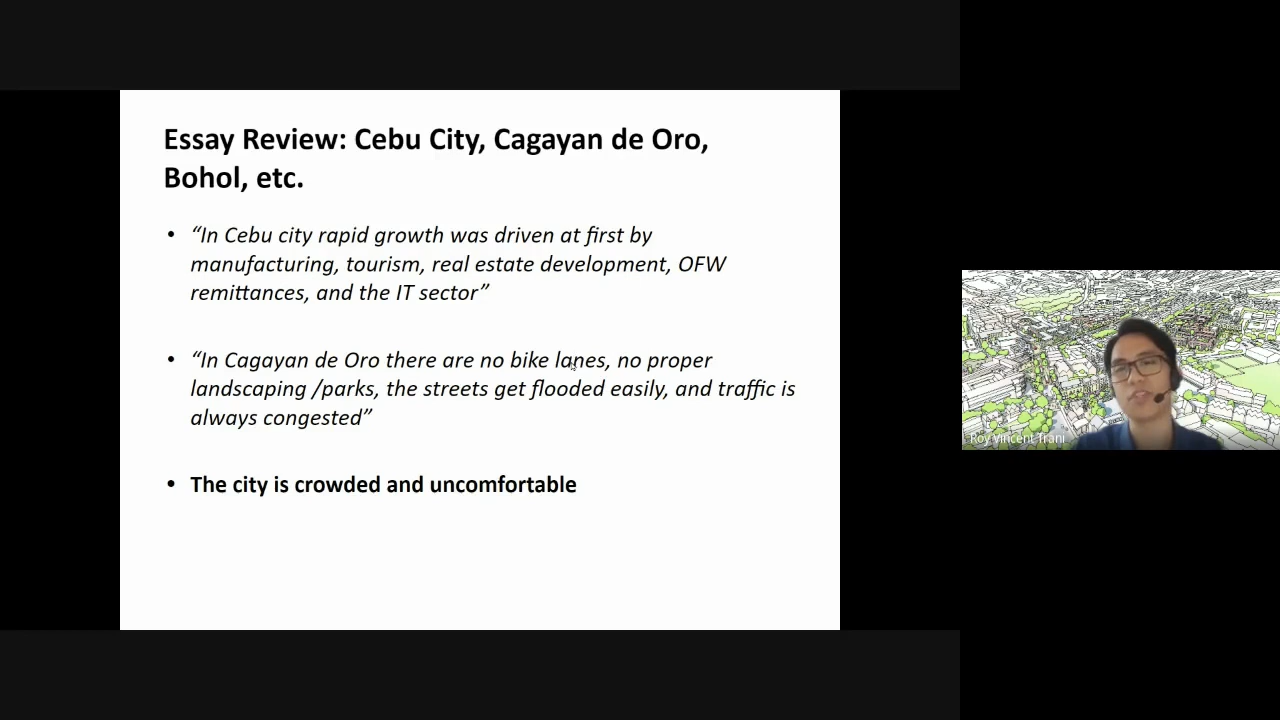 Essay Review: Cebu City, Cagayan de Oro,
Bohol, etc.
• “In Cebu city rapid growth was driven at first by
manufacturing, tourism, real estate development, OFW
remittances, and the IT sector”
• “In Cagayan de Oro there are no bike lanes, no proper
landscaping /parks, the streets get flooded easily, and traffic is
always congested”
• The city is crowded and uncomfortable
Roy Vincent Trani